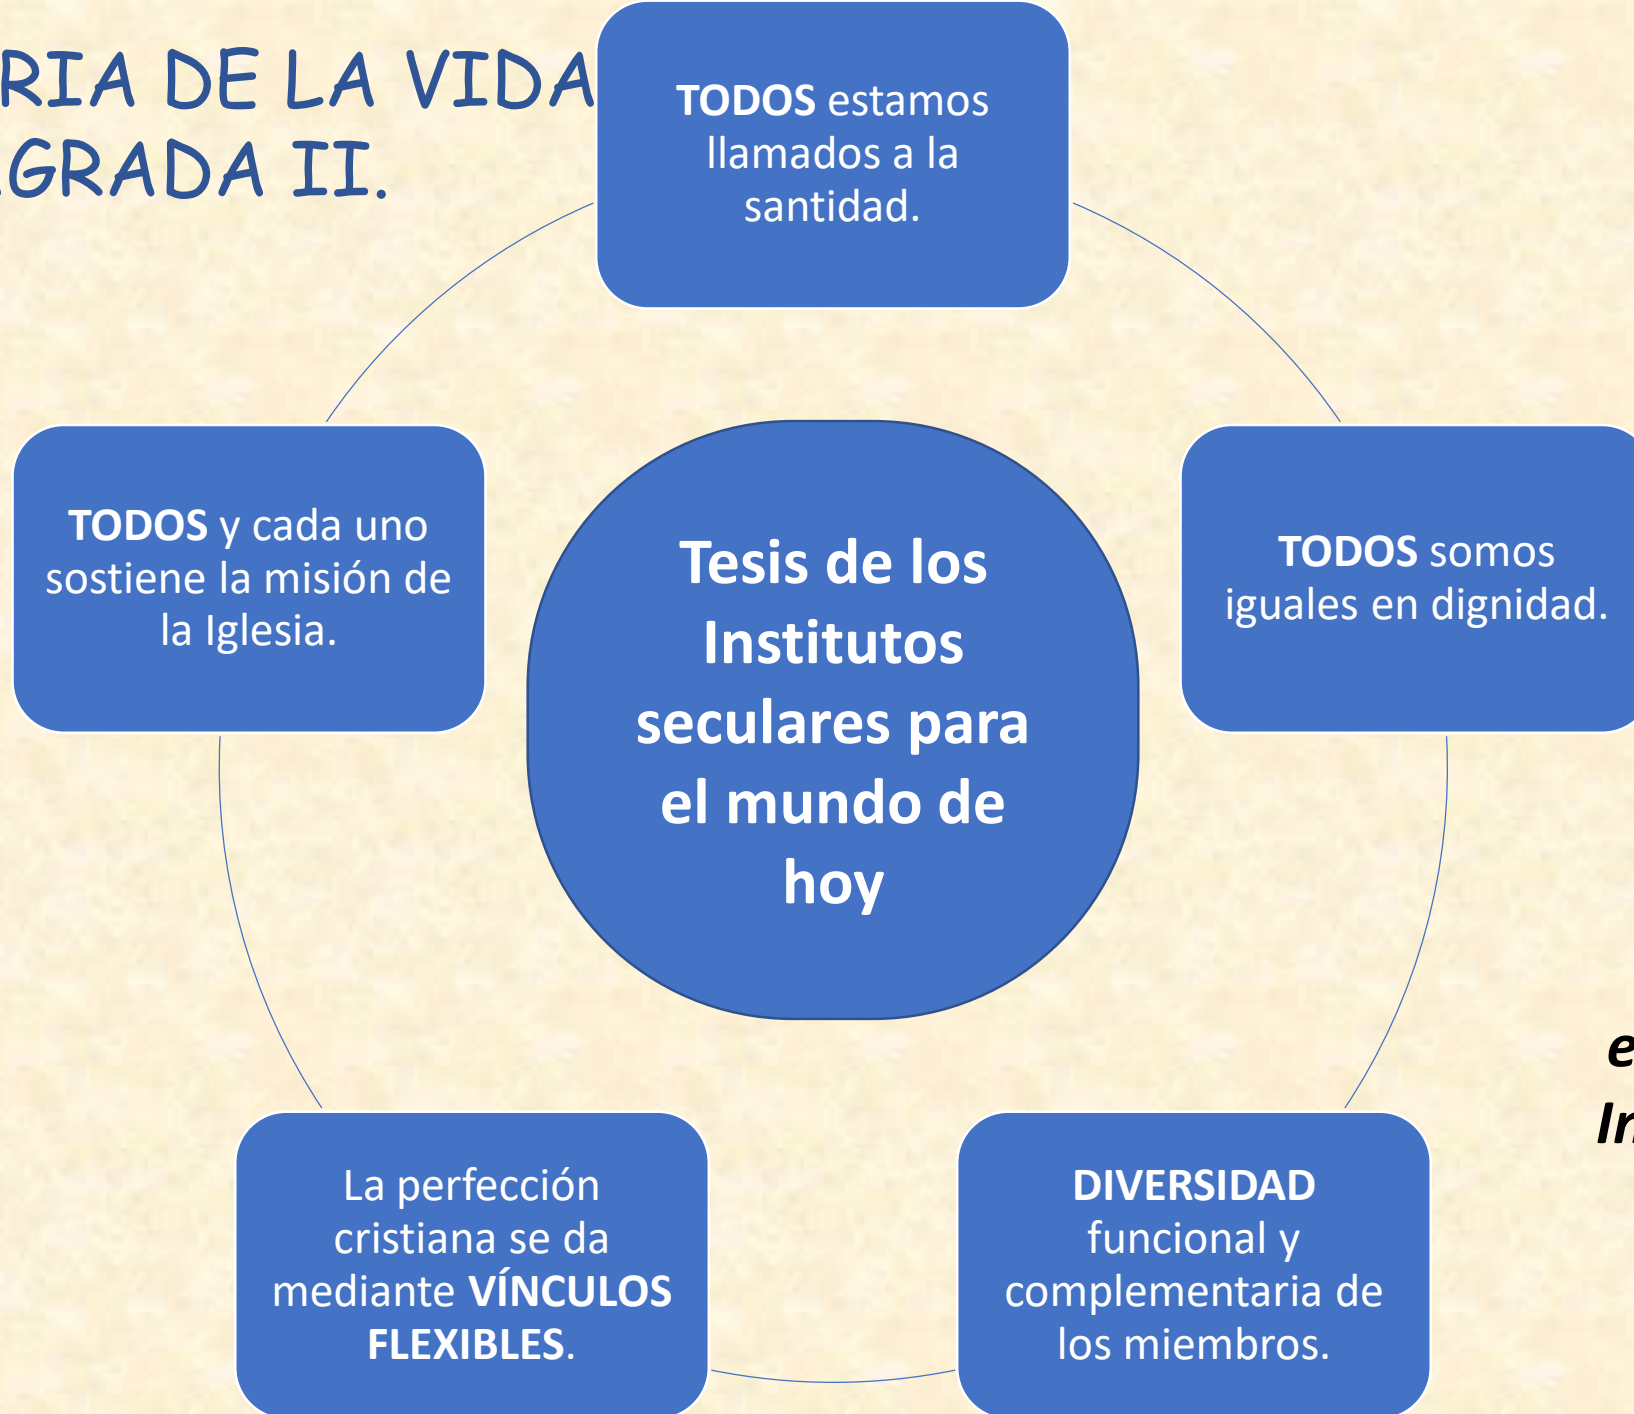 RIA DE LA VIDA
GRADA II.
TODOS estamos
llamados a la
santidad.
TODOS y cada uno
sostiene la misión de
la Iglesia.
Tesis de los
Institutos
seculares para
el mundo de
hoy
TODOS somos
iguales en dignidad.
La perfección
cristiana se da
mediante VÍNCULOS
FLEXIBLES.
DIVERSIDAD
funcional y
complementaria de
los miembros.